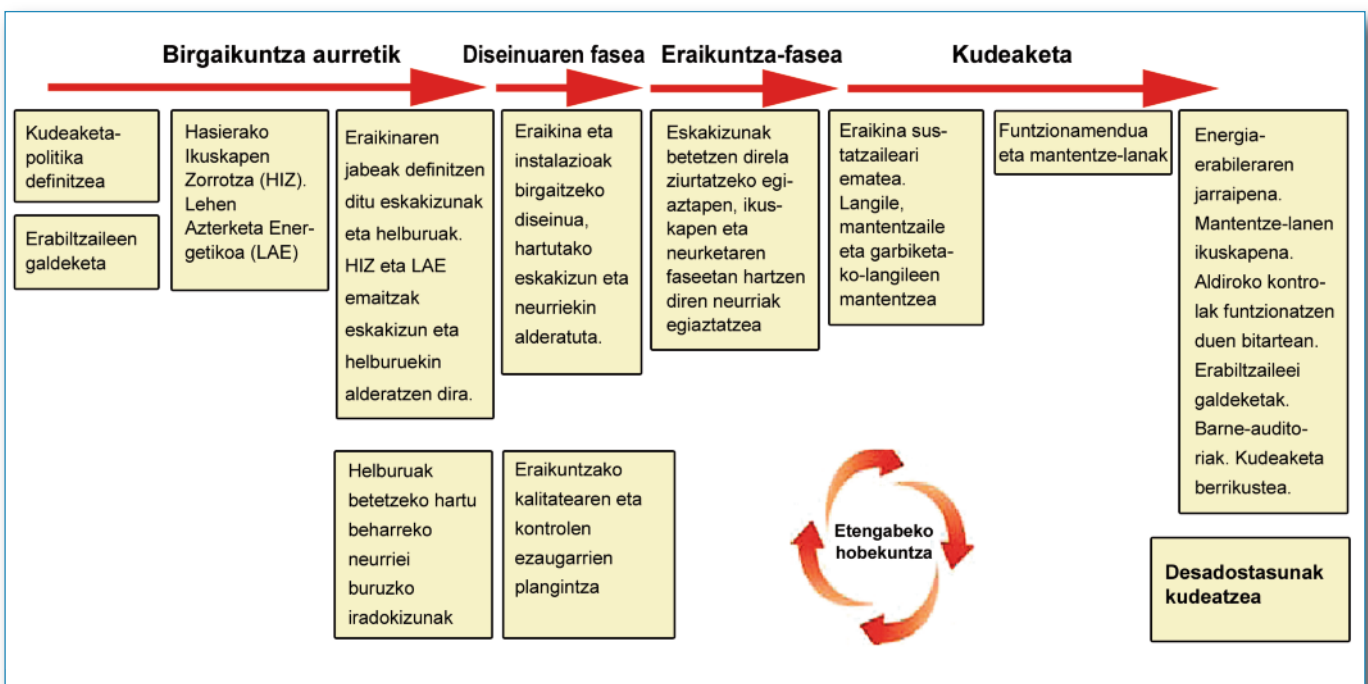 Birgaikuntza aurretik
Diseinuaren fasea
Eraikuntza-fasea
Kudeaketa
Kudeaketa-
politika
definitzea
Erabiltzaileen
galdeketa
Hasierako
Ikuskapen
Zorrotza (HIZ).
Lehen
Azterketa Ener-
getikoa (LAE)
Eraikinaren
jabeak definitzen
ditu eskakizunak
eta helburuak.
HIZ eta LAE
emaitzak
eskakizun eta
helburuekin
alderatzen dira.
Helburuak
betetzeko hartu
beharreko
neurriei
buruzko
iradokizunak
Eraikina eta
instalazioak
birgaitzeko
diseinua,
hartutako
eskakizun eta
neurriekin
alderatuta.
Eraikuntzako
kalitatearen eta
kontrolen
ezaugarrien
plangintza
Eskakizunak
betetzen direla
ziurtatzeko egi-
aztapen, ikus-
kapen eta
neurketaren
faseetan hartzen
diren neurriak
egiaztatzea
Eraikina sus-
tatzaileari
ematea.
Langile,
mantentzaile
eta garbiketa-
ko-langileen
mantentzea
Funtzionamendua
eta mantentze-lanak
Energia-
erabileraren
jarraipena.
Mantentze-lanen
ikuskapena.
Aldiroko kontro-
lak funtzionatzen
duen bitartean.
Erabiltzaileei
galdeketak.
Barne-audito-
riak. Kudeaketa
berrikustea.
Etengabeko
hobekuntza
Desadostasunak
kudeatzea